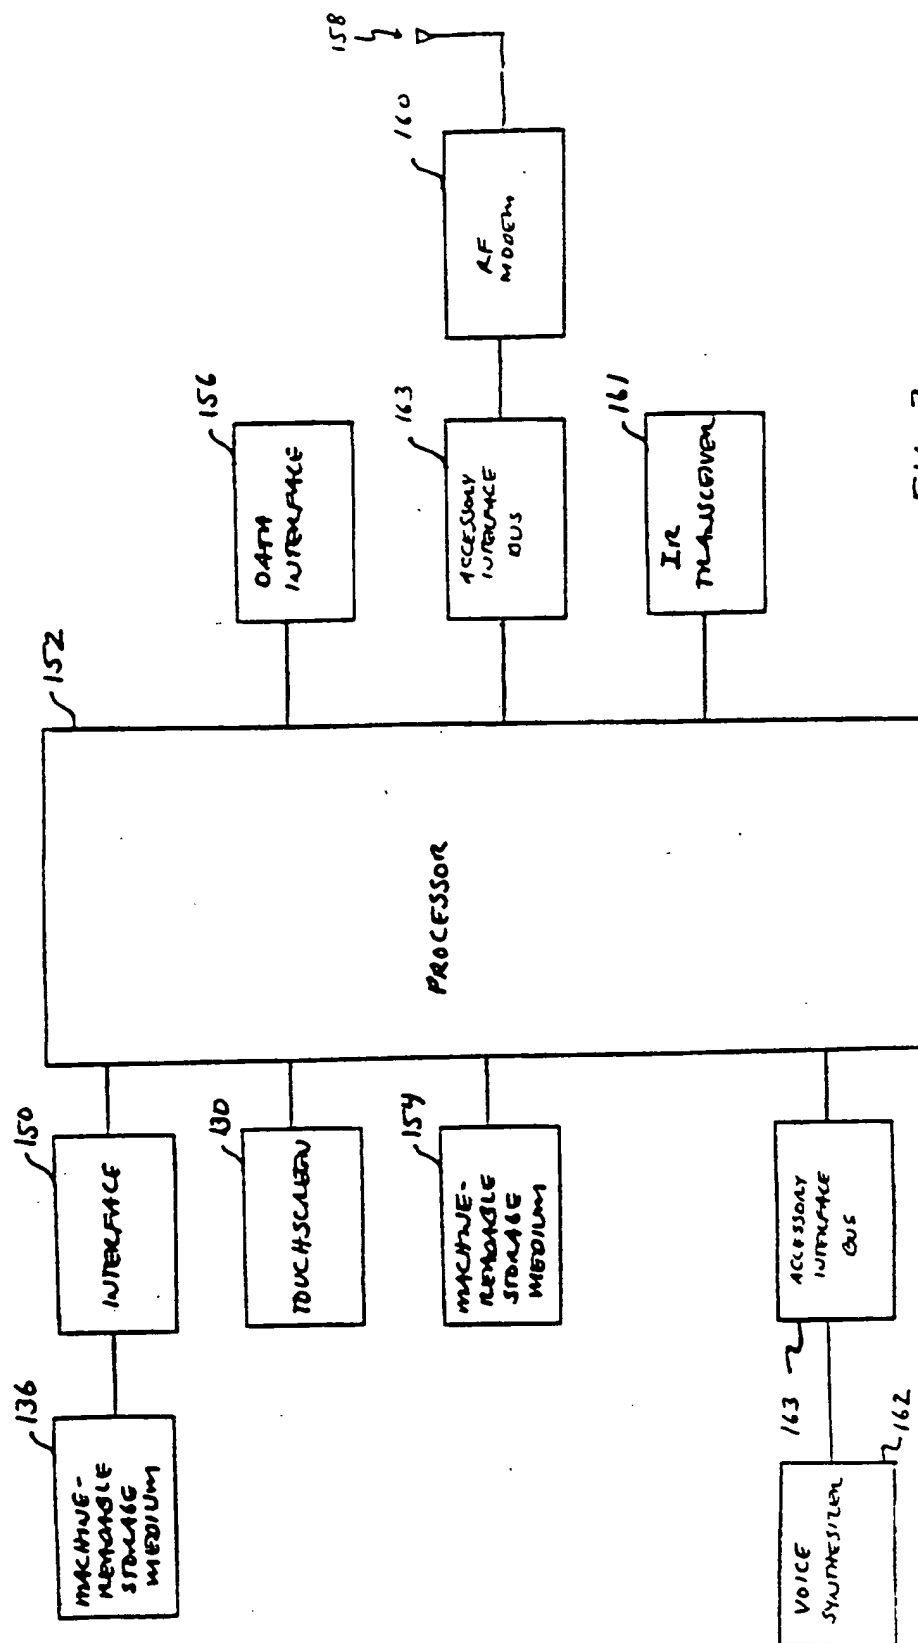 136
MACHINE-
READABLE
STORAGE
MEDIUM
150
INTERFACE
130
TOUCHSCREEN
154
MACHINE-
READABLE
STORAGE
MEDIUM
VOICE
SYNTHESIZER
162
163
ACCESSORY
INTERFACE
BUS
152
PROCESSOR
156
DATA
INTERFACE
163
ACCESSORY
INTERFACE
BUS
161
IR
TRANSCEIVER
160
RF
MODEM
158